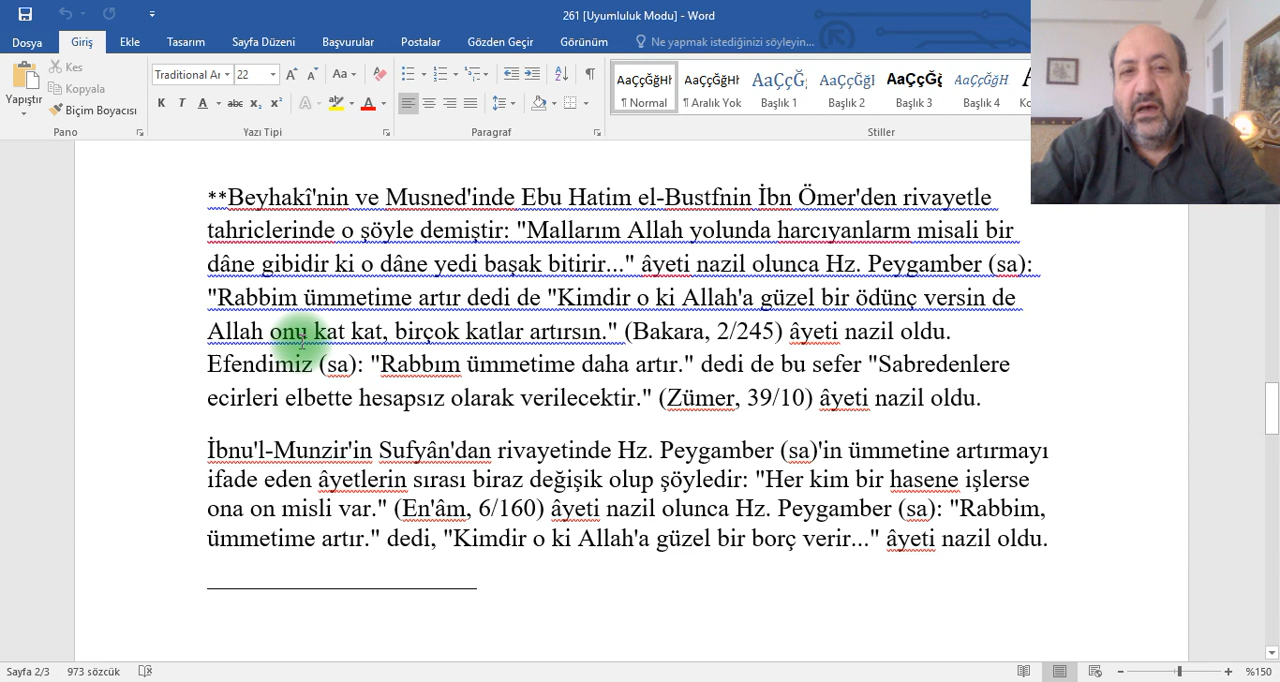 261 [Uyumluluk Modu] - Word
Dosya Giriş Ekle Tasarım Sayfa Düzeni Başvurular Postalar Gözden Geçir Görünüm Ne yapmak istediğinizi söyleyin...
Yapıştır Kes Kopyala Biçim Boyacısı
Traditional Ar 22
AaÇçĞğHł AaÇçĞğHł AaÇçĞ AaÇçĞğI AaÇçĞğ AaÇçĞğH
¶ Normal ¶ Aralık Yok Başlık 1 Başlık 2 Başlık 3 Başlık 4
Pano Yazı Tipi Paragraf Stiller
**Beyhakî'nin ve Musned'inde Ebu Hatim el-Bustfnin İbn Ömer'den rivayetle
tahriclerinde o şöyle demiştir: "Mallarım Allah yolunda harcıyanlarm misali bir
dâne gibidir ki o dâne yedi başak bitirir..." âyeti nazil olunca Hz. Peygamber (sa):
"Rabbim ümmetime artır dedi de "Kimdir o ki Allah'a güzel bir ödünç versin de
Allah onu kat kat, birçok katlar artırsın." (Bakara, 2/245) âyeti nazil oldu.
Efendimiz (sa): "Rabbım ümmetime daha artır." dedi de bu sefer "Sabredenlere
ecirleri elbette hesapsız olarak verilecektir." (Zümer, 39/10) âyeti nazil oldu.
İbnu'l-Munzir'in Sufyân'dan rivayetinde Hz. Peygamber (sa)'in ümmetine artırmayı
ifade eden âyetlerin sırası biraz değişik olup şöyledir: "Her kim bir hasene işlerse
ona on misli var." (En'âm, 6/160) âyeti nazil olunca Hz. Peygamber (sa): "Rabbim,
ümmetime artır." dedi, "Kimdir o ki Allah'a güzel bir borç verir..." âyeti nazil oldu.
Sayfa 2/3 973 sözcük %150